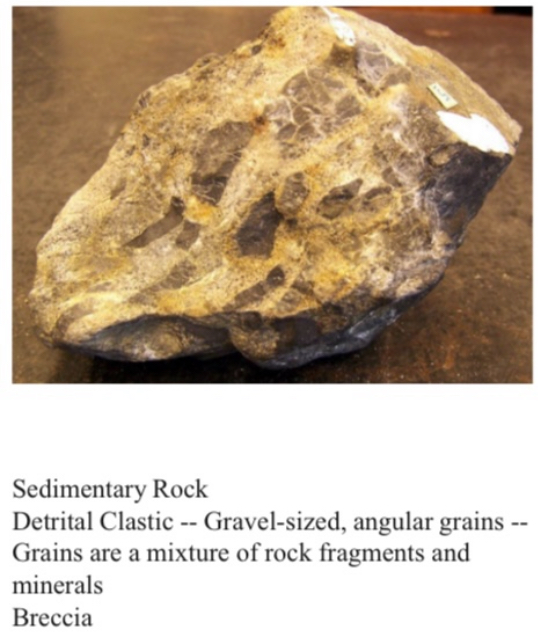 Sedimentary Rock
Detrital Clastic -- Gravel-sized, angular grains --
Grains are a mixture of rock fragments and
minerals
Breccia